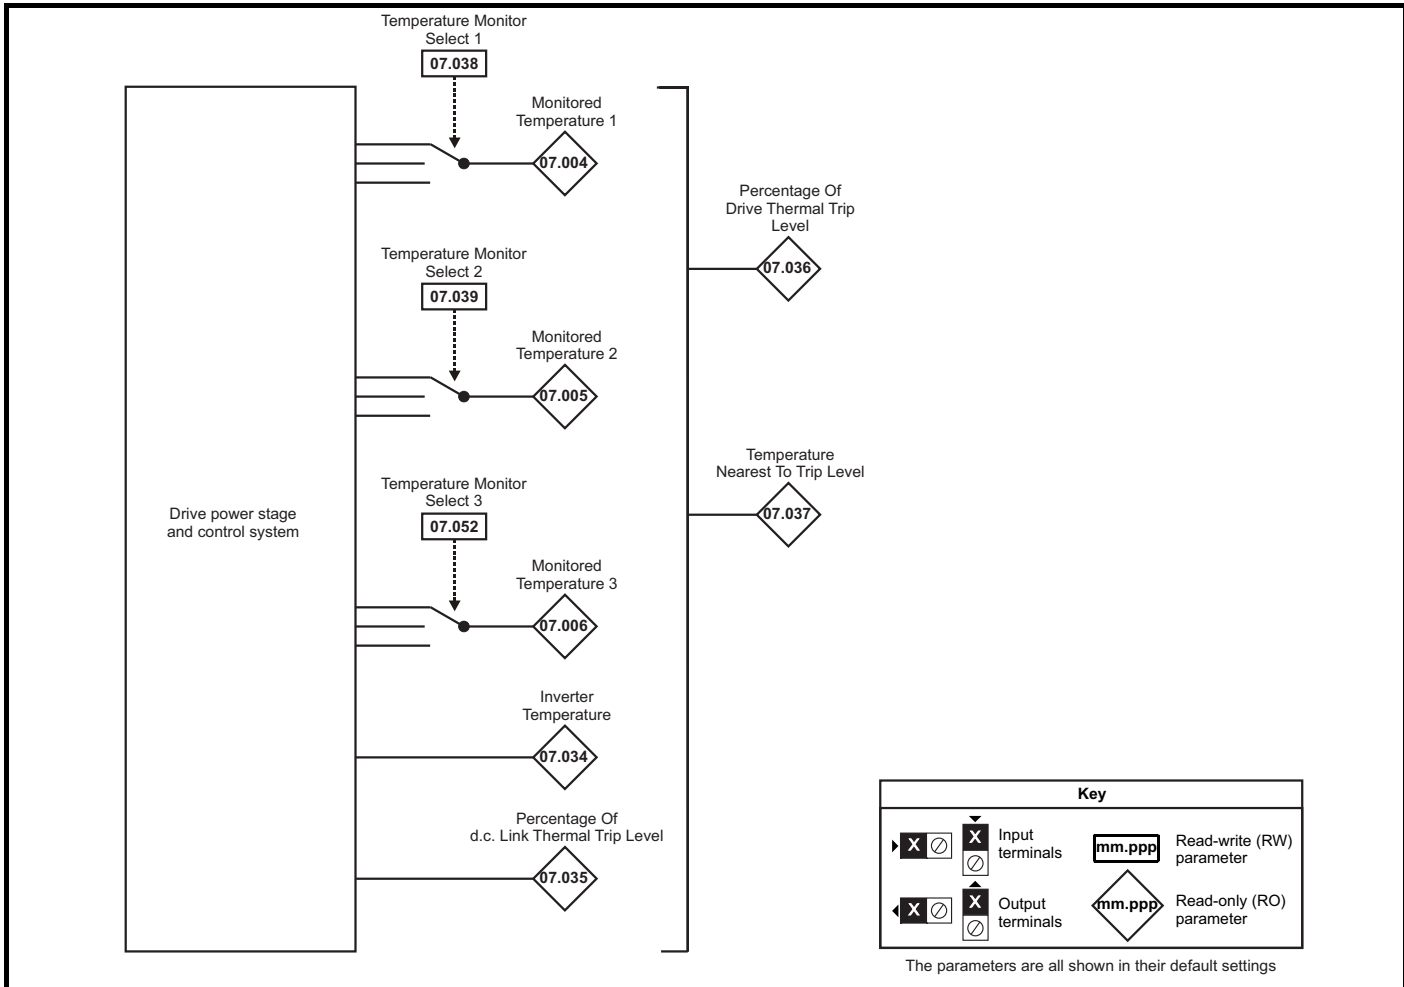 Temperature Monitor
Select 1
07.038
Monitored
Temperature 1
07.004
Percentage Of
Drive Thermal Trip
Level
07.036
Temperature Monitor
Select 2
07.039
Monitored
Temperature 2
07.005
Temperature
Nearest To Trip Level
07.037
Temperature Monitor
Select 3
07.052
Drive power stage
and control system
Monitored
Temperature 3
07.006
Inverter
Temperature
07.034
Percentage Of
d.c. Link Thermal Trip Level
07.035
Key
X
X
Input
terminals
mm.ppp
Read-write (RW)
parameter
X
X
Output
terminals
mm.ppp
Read-only (RO)
parameter
The parameters are all shown in their default settings